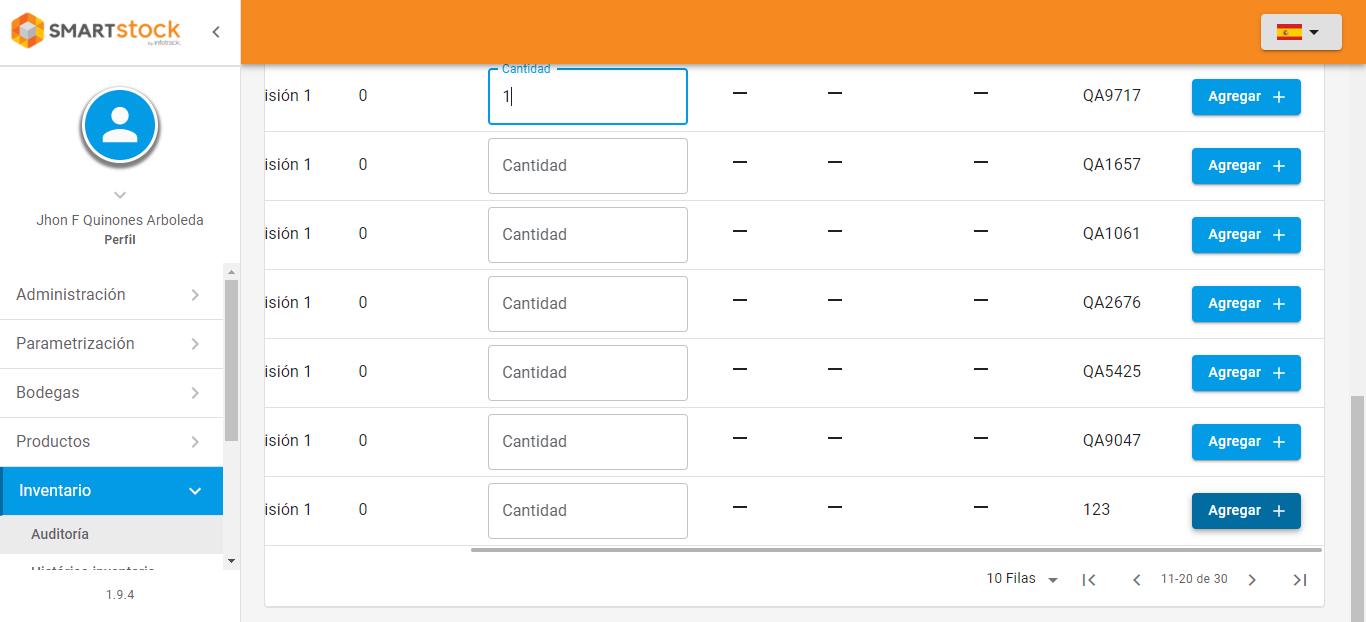 SMARTSTOCK
by infotrack.
Jhon F Quinones Arboleda
Perfil
Administración
Parametrización
Bodegas
Productos
Inventario
Auditoría
Histórico inventario
1.9.4
Cantidad
isión 1 0 1 — — — QA9717 Agregar +
isión 1 0 Cantidad — — — QA1657 Agregar +
isión 1 0 Cantidad — — — QA1061 Agregar +
isión 1 0 Cantidad — — — QA2676 Agregar +
isión 1 0 Cantidad — — — QA5425 Agregar +
isión 1 0 Cantidad — — — QA9047 Agregar +
isión 1 0 Cantidad — — — 123 Agregar +
10 Filas 11-20 de 30